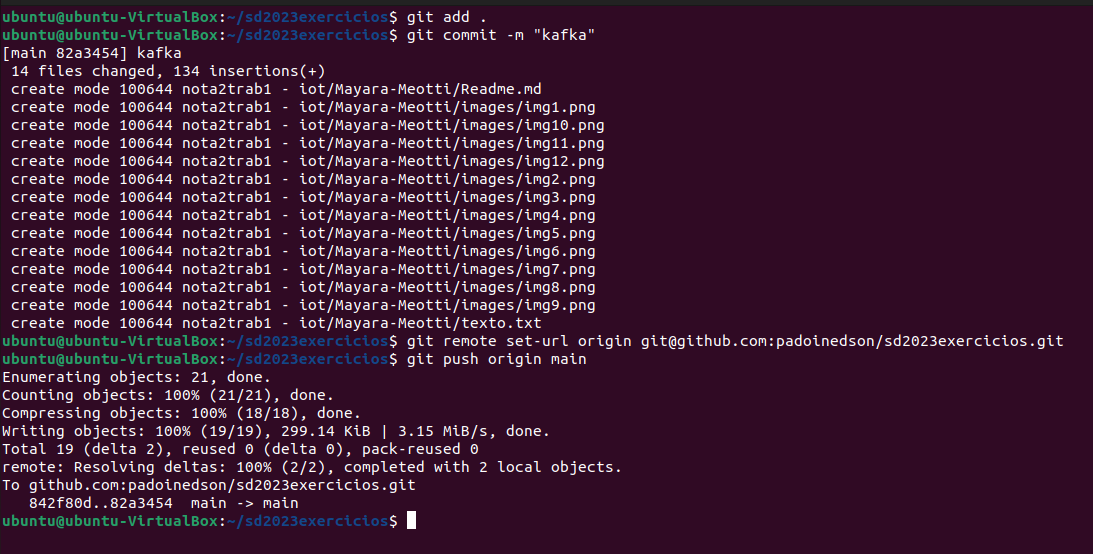 ubuntu@ubuntu-VirtualBox:~/sd2023exercicios$ git add .
ubuntu@ubuntu-VirtualBox:~/sd2023exercicios$ git commit -m "kafka"
[main 82a3454] kafka
 14 files changed, 134 insertions(+)
 create mode 100644 nota2trab1 - iot/Mayara-Meotti/Readme.md
 create mode 100644 nota2trab1 - iot/Mayara-Meotti/images/img1.png
 create mode 100644 nota2trab1 - iot/Mayara-Meotti/images/img10.png
 create mode 100644 nota2trab1 - iot/Mayara-Meotti/images/img11.png
 create mode 100644 nota2trab1 - iot/Mayara-Meotti/images/img12.png
 create mode 100644 nota2trab1 - iot/Mayara-Meotti/images/img2.png
 create mode 100644 nota2trab1 - iot/Mayara-Meotti/images/img3.png
 create mode 100644 nota2trab1 - iot/Mayara-Meotti/images/img4.png
 create mode 100644 nota2trab1 - iot/Mayara-Meotti/images/img5.png
 create mode 100644 nota2trab1 - iot/Mayara-Meotti/images/img6.png
 create mode 100644 nota2trab1 - iot/Mayara-Meotti/images/img7.png
 create mode 100644 nota2trab1 - iot/Mayara-Meotti/images/img8.png
 create mode 100644 nota2trab1 - iot/Mayara-Meotti/images/img9.png
 create mode 100644 nota2trab1 - iot/Mayara-Meotti/texto.txt
ubuntu@ubuntu-VirtualBox:~/sd2023exercicios$ git remote set-url origin git@github.com:padoinedson/sd2023exercicios.git
ubuntu@ubuntu-VirtualBox:~/sd2023exercicios$ git push origin main
Enumerating objects: 21, done.
Counting objects: 100% (21/21), done.
Compressing objects: 100% (18/18), done.
Writing objects: 100% (19/19), 299.14 KiB | 3.15 MiB/s, done.
Total 19 (delta 2), reused 0 (delta 0), pack-reused 0
remote: Resolving deltas: 100% (2/2), completed with 2 local objects.
To github.com:padoinedson/sd2023exercicios.git
   842f80d..82a3454  main -> main
ubuntu@ubuntu-VirtualBox:~/sd2023exercicios$